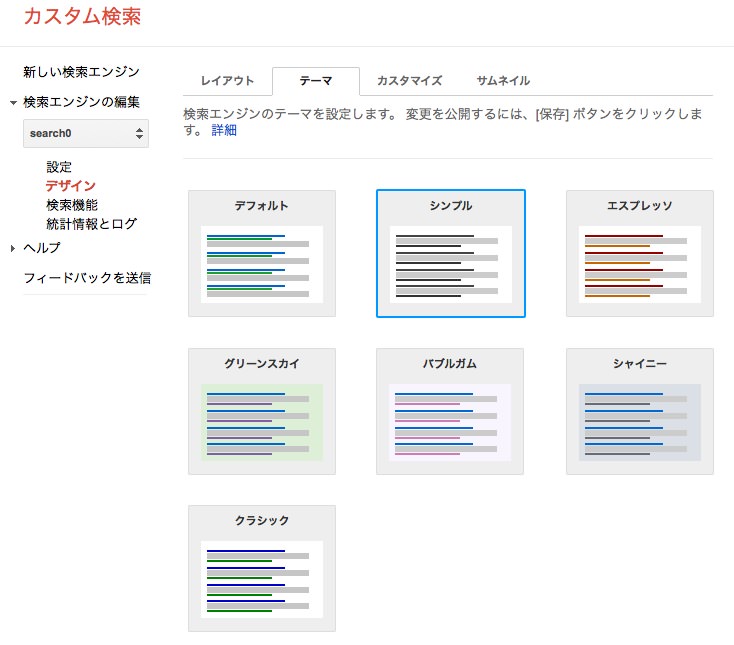 カスタム検索
新しい検索エンジン
検索エンジンの編集
search0
設定
デザイン
検索機能
統計情報とログ
ヘルプ
フィードバックを送信
レイアウト
テーマ
カスタマイズ
サムネイル
検索エンジンのテーマを設定します。 変更を公開するには、[保存] ボタンをクリックしま
す。 詳細
デフォルト
シンプル
エスプレッソ
グリーンスカイ
バブルガム
シャイニー
クラシック